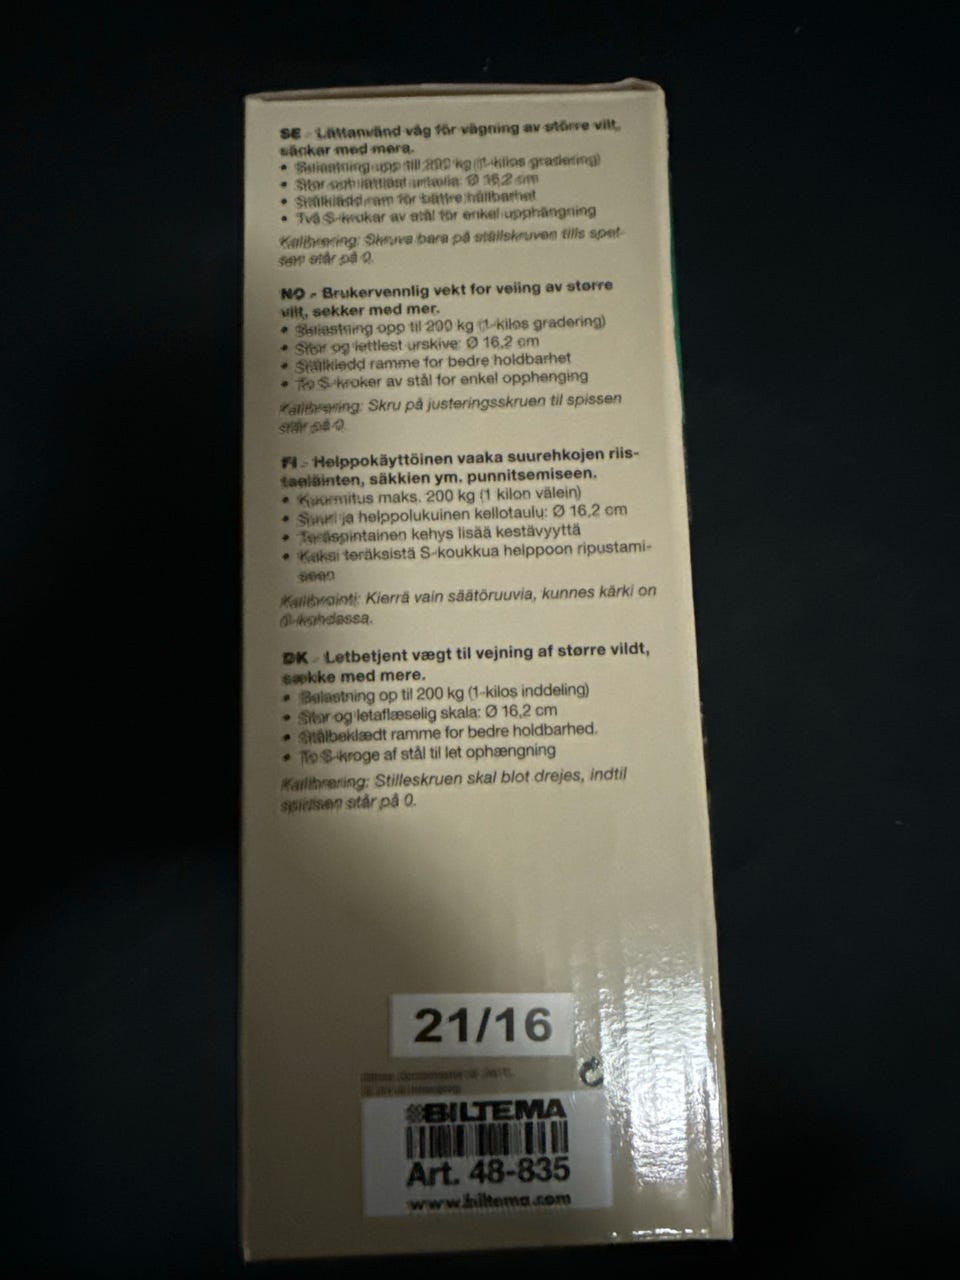 SE - Lättanvänd våg för vägning av större vilt,
säckar med mera.
• Belastning upp till 200 kg (1-kilos gradering)
• Stor och lättläst urtavla: Ø 16,2 cm
• Stålklädd ram för bättre hållbarhet
• Två S-krokar av stål för enkel upphängning
Kalibrering: Skruva bara på ställskruven tills spet-
sen står på 0.
NO - Brukervennlig vekt for veiing av større
vilt, sekker med mer.
• Belastning opp til 200 kg (1-kilos gradering)
• Stor og lettlest urskive: Ø 16,2 cm
• Stålkledd ramme for bedre holdbarhet
• To S-kroker av stål for enkel opphenging
Kalibrering: Skru på justeringsskruen til spissen
står på 0.
FI - Helppokäyttöinen vaaka suurehkojen riis-
taeläinten, säkkien ym. punnitsemiseen.
• Kuormitus maks. 200 kg (1 kilon välein)
• Suuri ja helppolukuinen kellotaulu: Ø 16,2 cm
• Teräspintainen kehys lisää kestävyyttä
• Kaksi teräksistä S-koukkua helppoon ripustami-
seen
Kalibrointi: Kierrä vain säätöruuvia, kunnes kärki on
0-kohdassa.
DK - Letbetjent vægt til vejning af større vildt,
sække med mere.
• Belastning op til 200 kg (1-kilos inddeling)
• Stor og letaflæselig skala: Ø 16,2 cm
• Stålbeklædt ramme for bedre holdbarhed.
• To S-kroge af stål til let ophængning
Kalibrering: Stilleskruen skal blot drejes, indtil
spidsen står på 0.
21/16
BILTEMA
Art. 48-835
www.biltema.com